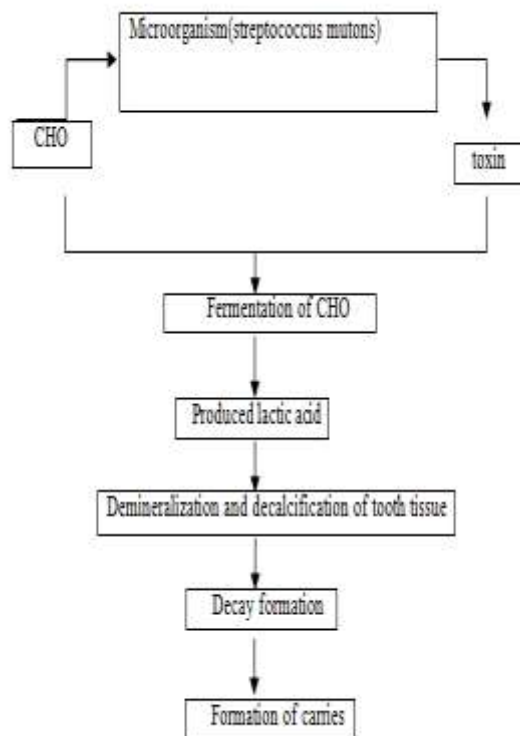 Microorganism(streptococcus mutons)
CHO
toxin
Fermentation of CHO
Produced lactic acid
Demineralization and decalcification of tooth tissue
Decay formation
Formation of carries